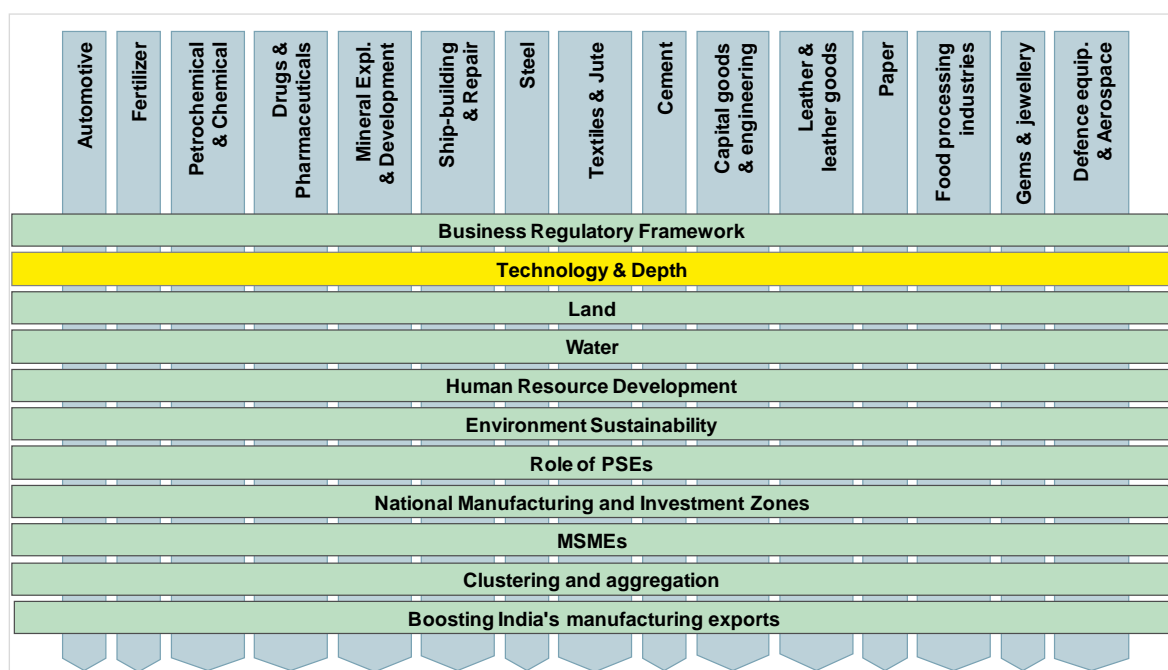 Automotive
Fertilizer
Petrochemical
& Chemical
Drugs &
Pharmaceuticals
Mineral Expl.
& Development
Ship-building
& Repair
Steel
Textiles & Jute
Cement
Capital goods
& engineering
Leather &
leather goods
Paper
Food processing
industries
Gems & jewellery
Defence equip.
& Aerospace
Business Regulatory Framework
Technology & Depth
Land
Water
Human Resource Development
Environment Sustainability
Role of PSEs
National Manufacturing and Investment Zones
MSMEs
Clustering and aggregation
Boosting India's manufacturing exports